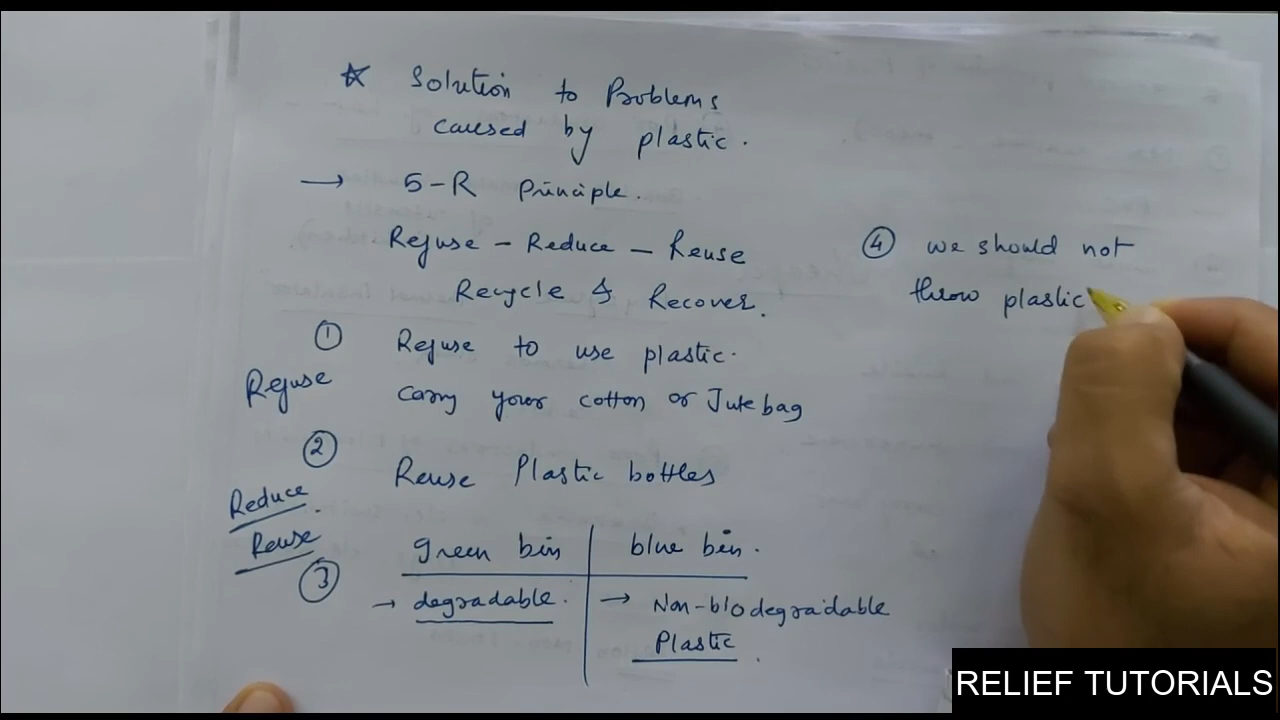 ☆ Solution to Problems
caused by plastic.
→ 5-R Principle.
Refuse - Reduce - Reuse
Recycle & Recover.
① Refuse to use plastic.
Refuse
Carry your cotton or Jute bag
② Reuse Plastic bottles
Reduce
Reuse
③ green bin | blue bin.
→ degradable. | → Non-biodegradable
Plastic.
④ we should not
throw plastic
RELIEF TUTORIALS